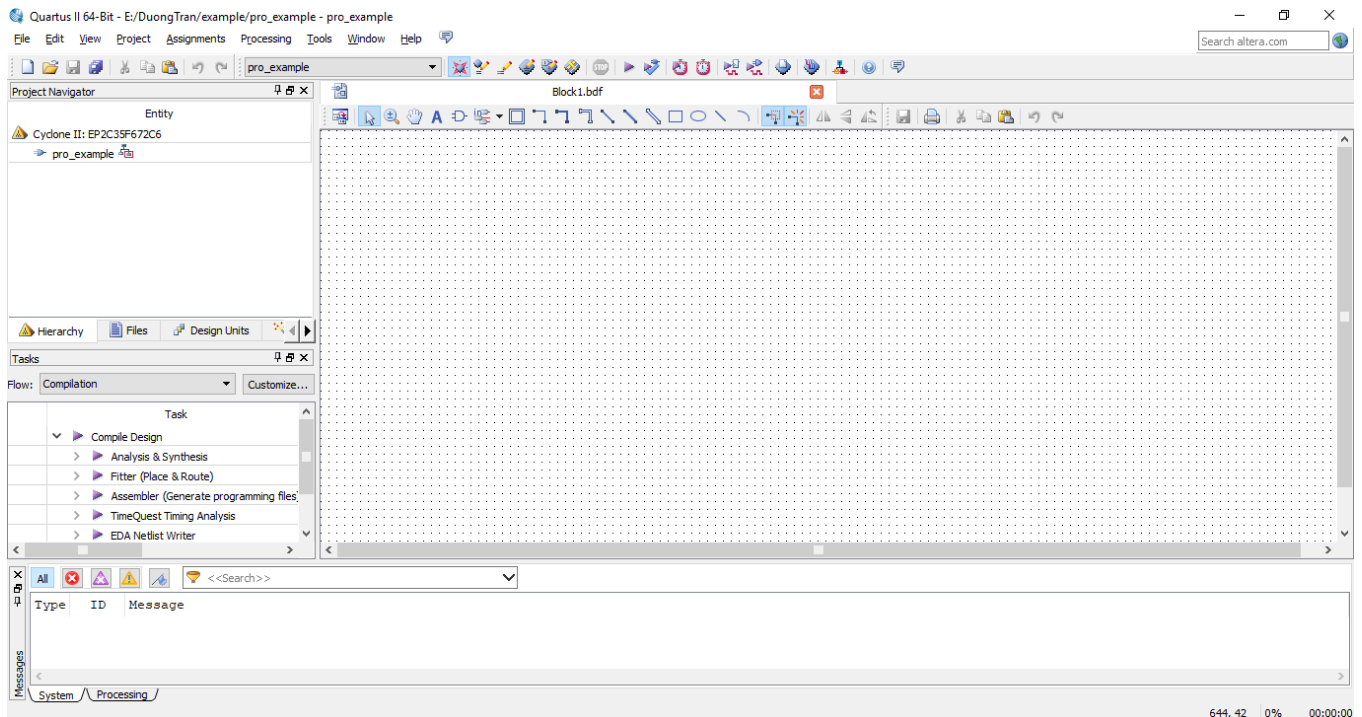 Quartus II 64-Bit - E:/DuongTran/example/pro_example - pro_example
File Edit View Project Assignments Processing Tools Window Help
Search altera.com
pro_example
Project Navigator
Block1.bdf
Entity
Cyclone II: EP2C35F672C6
pro_example
Hierarchy Files Design Units
Tasks
Flow: Compilation Customize...
Task
Compile Design
Analysis & Synthesis
Fitter (Place & Route)
Assembler (Generate programming files)
TimeQuest Timing Analysis
EDA Netlist Writer
All <<Search>>
Type ID Message
Messages
System Processing
644, 42 0% 00:00:00